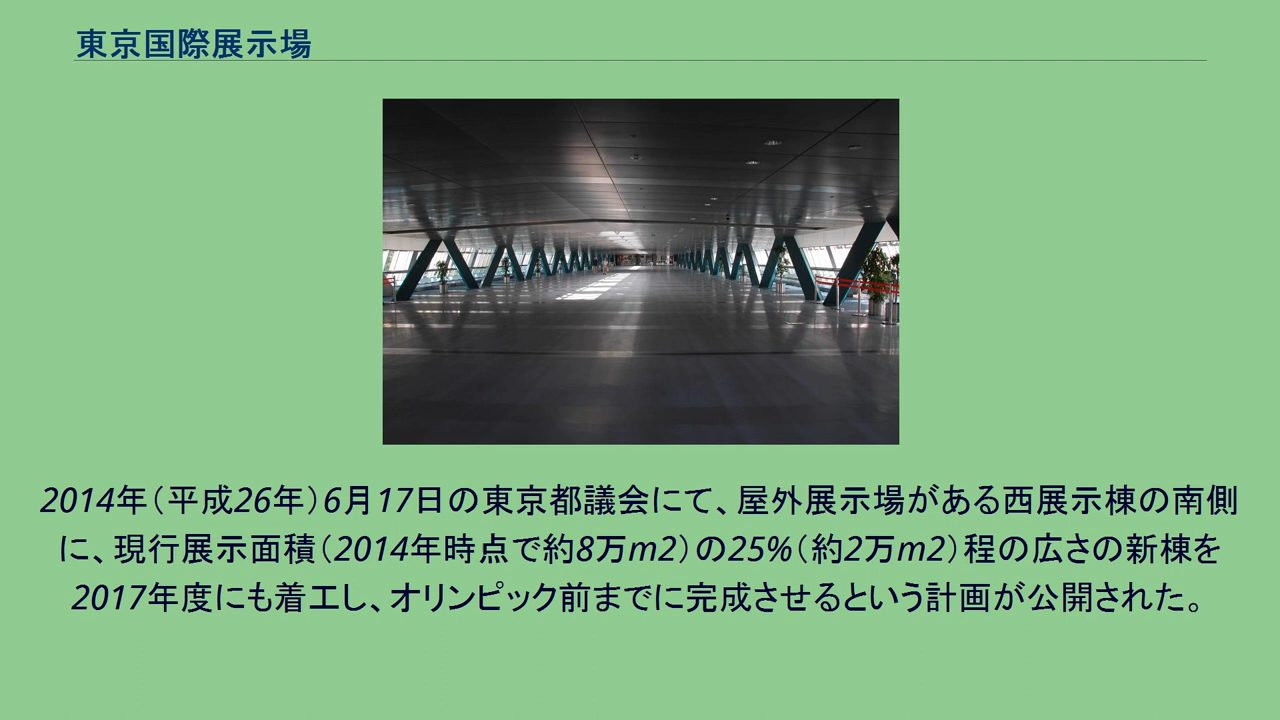 東京国際展示場
2014年（平成26年）6月17日の東京都議会にて、屋外展示場がある西展示棟の南側
に、現行展示面積（2014年時点で約8万m2）の25%（約2万m2）程の広さの新棟を
2017年度にも着工し、オリンピック前までに完成させるという計画が公開された。